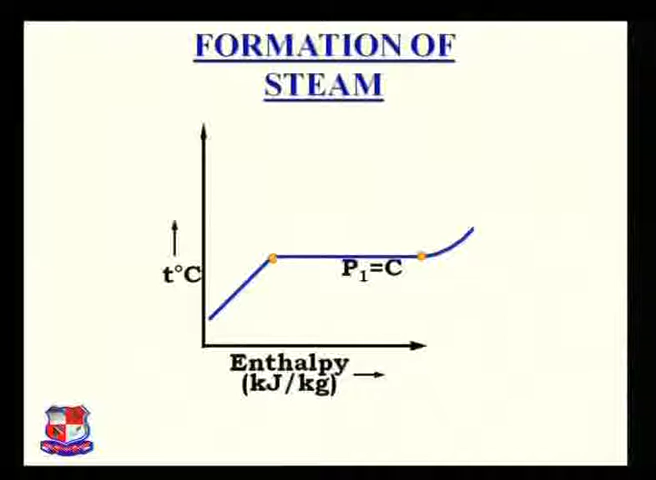 FORMATION OF
STEAM
t°C
P₁=C
Enthalpy
(kJ/kg)